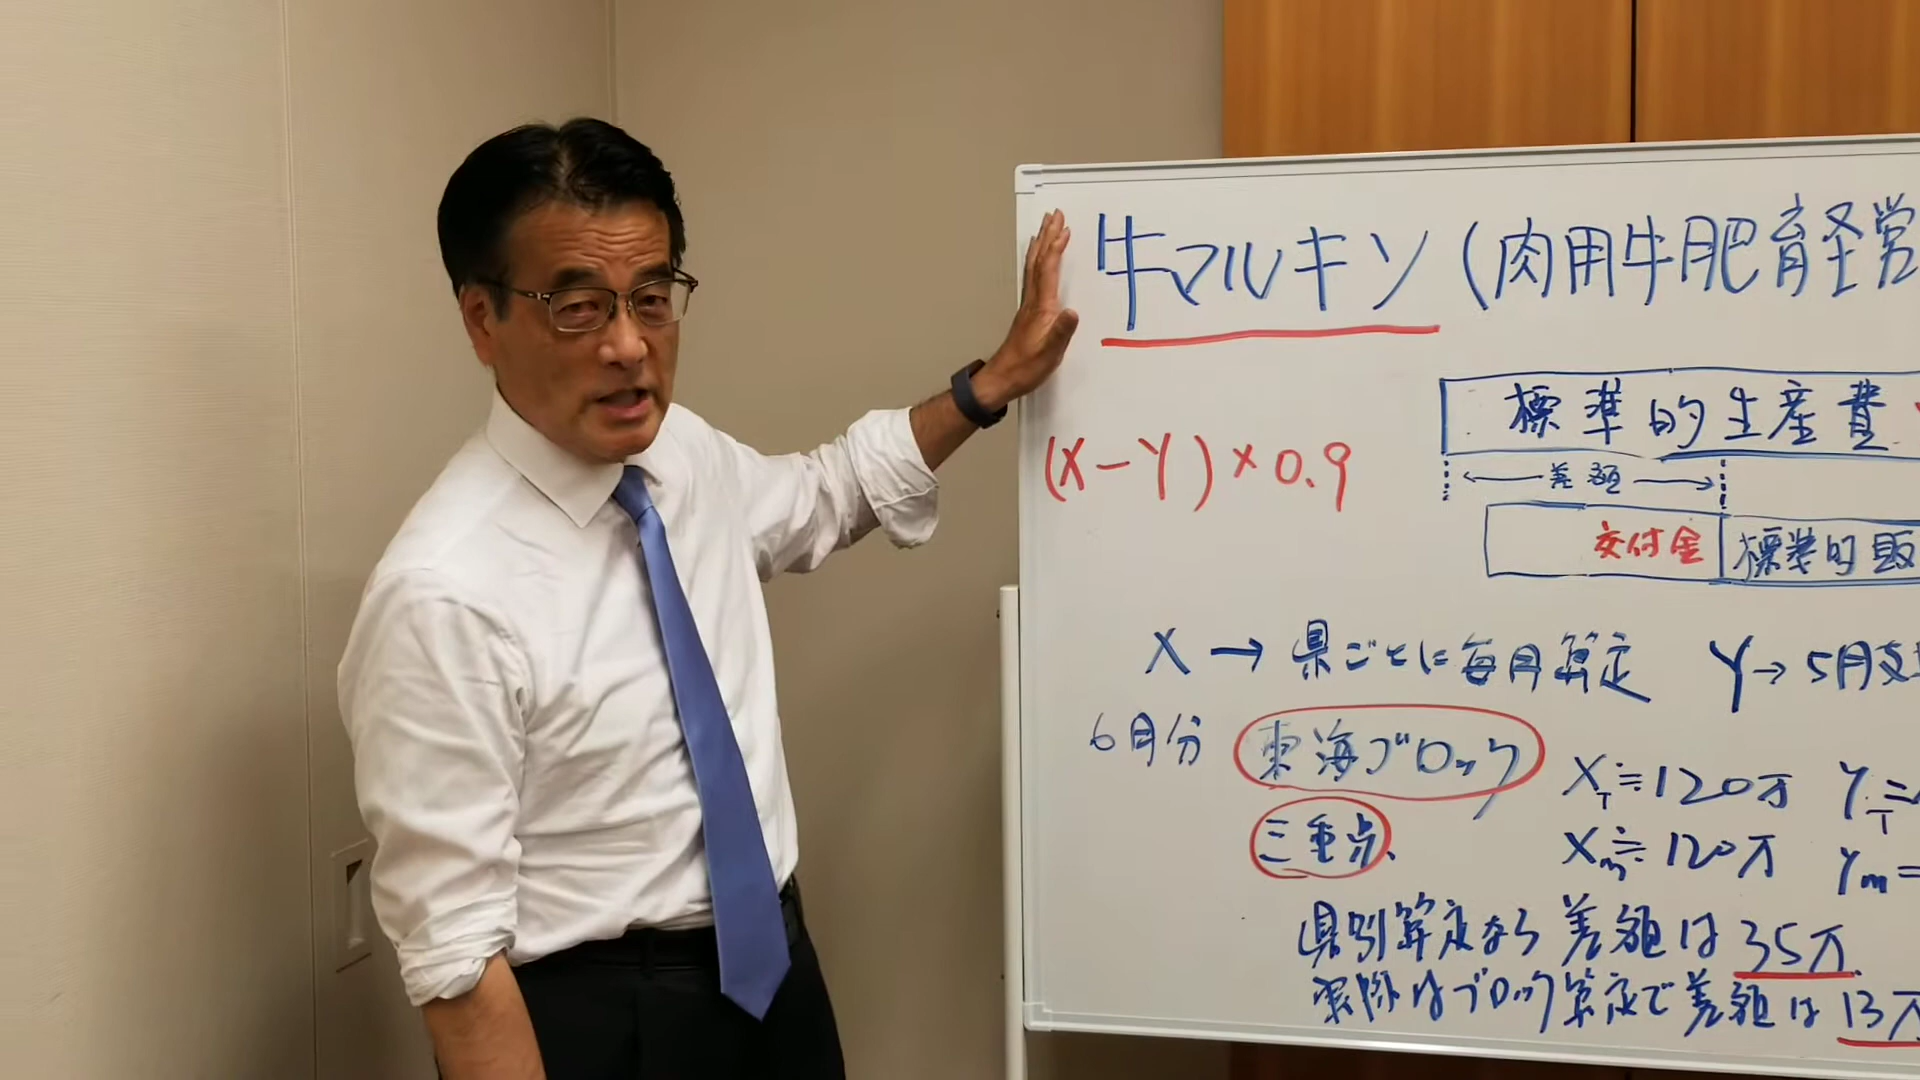 牛マルキン (肉用牛肥育経営
標準的生産費
(X－Y)×0.9
差額
交付金 標準的販
X → 県ごとに毎月算定 Y→5月支
6月分 東海ブロック XT≒120万 YT≒
三重県 Xm≒120万 Ym=
県別算定なら差額は35万
実際はブロック算定で差額は13万